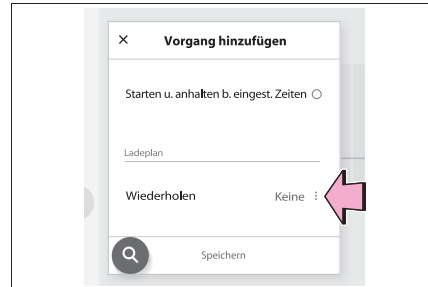 × Vorgang hinzufügen
Starten u. anhalten b. eingest. Zeiten
Ladeplan
Wiederholen Keine
Speichern